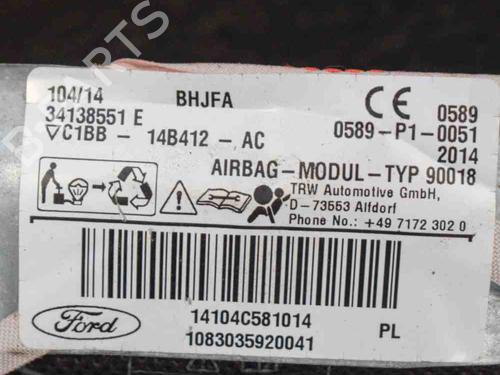 104/14 BHJFA CE 0589
34138551 E 0589-P1-0051
▽C1BB - 14B412 - AC 2014
AIRBAG-MODUL-TYP 90018
TRW Automotive GmbH,
D-73553 Alfdorf
Phone No.: +49 7172 302 0
Ford 14104C581014 PL
1083035920041